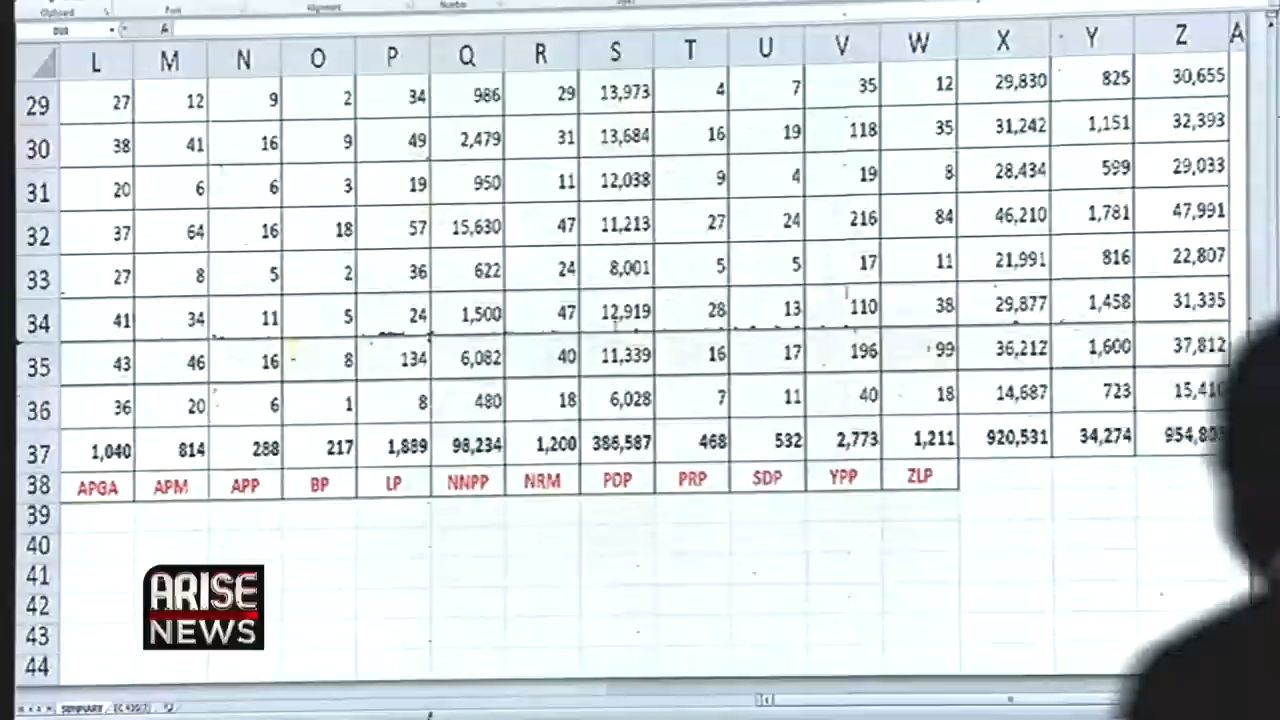 Clipboard Font Alignment Number
L M N O P Q R S T U V W X Y Z A
29 27 12 9 2 34 986 29 13,973 4 7 35 12 29,830 825 30,655
30 38 41 16 9 49 2,479 31 13,684 16 19 118 35 31,242 1,151 32,393
31 20 6 6 3 19 950 11 12,038 9 4 19 8 28,434 599 29,033
32 37 64 16 18 57 15,630 47 11,213 27 24 216 84 46,210 1,781 47,991
33 27 8 5 2 36 622 24 8,001 5 5 17 11 21,991 816 22,807
34 41 34 11 5 24 1,500 47 12,919 28 13 110 38 29,877 1,458 31,335
35 43 46 16 8 134 6,082 40 11,339 16 17 196 99 36,212 1,600 37,812
36 36 20 6 1 8 480 18 6,028 7 11 40 18 14,687 723 15,410
37 1,040 814 288 217 1,889 98,234 1,200 386,587 468 532 2,773 1,211 920,531 34,274
38 APGA APM APP BP LP NNPP NRM PDP PRP SDP YPP ZLP
39
40
41
42
43
44
ARISE
NEWS
SUMMARY